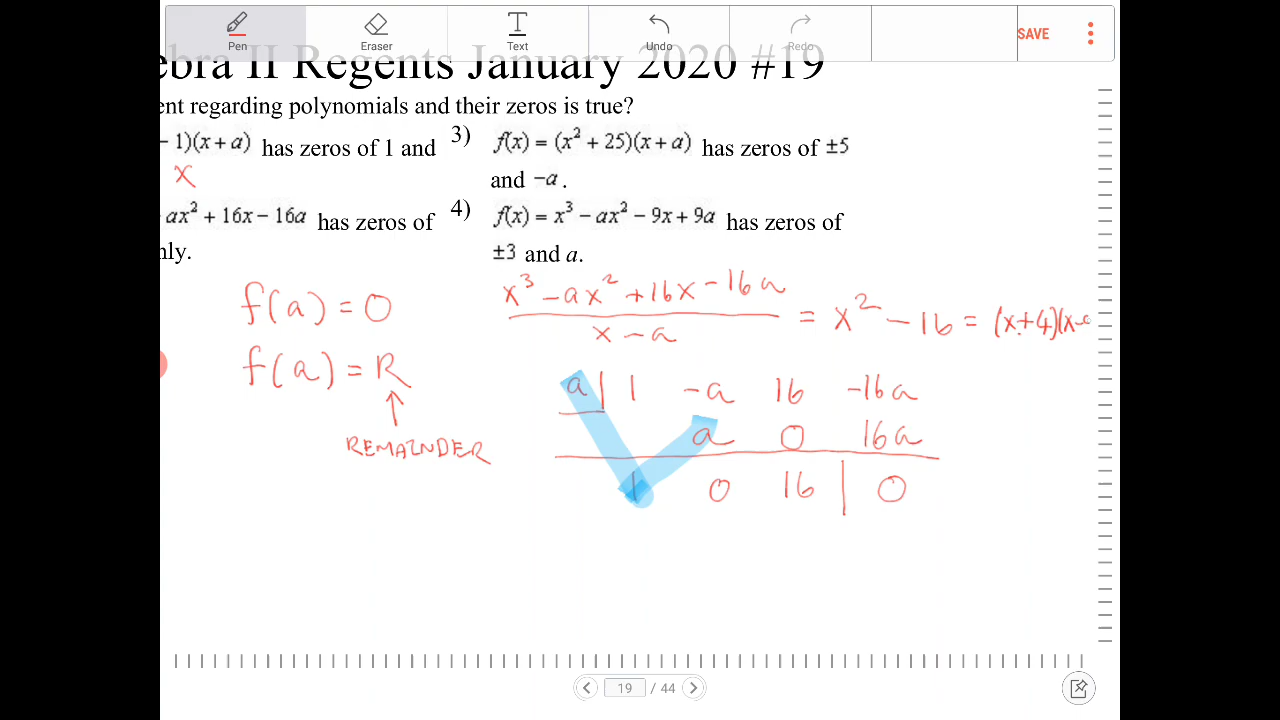 Pen Eraser Text Undo Redo SAVE
ebra II Regents January 2020 #19
ent regarding polynomials and their zeros is true?
- 1)(x + a) has zeros of 1 and
X
ax² + 16x - 16a has zeros of
nly.
3) f(x) = (x² + 25)(x + a) has zeros of ±5
and -a.
4) f(x) = x³ - ax² - 9x + 9a has zeros of
±3 and a.
f(a) = 0
f(a) = R
↑
REMAINDER
x³ - ax² + 16x - 16a
x - a
= x² - 16 = (x+4)(x-
a| 1 -a 16 -16a
a 0 16a
1 0 16 | 0
19 / 44